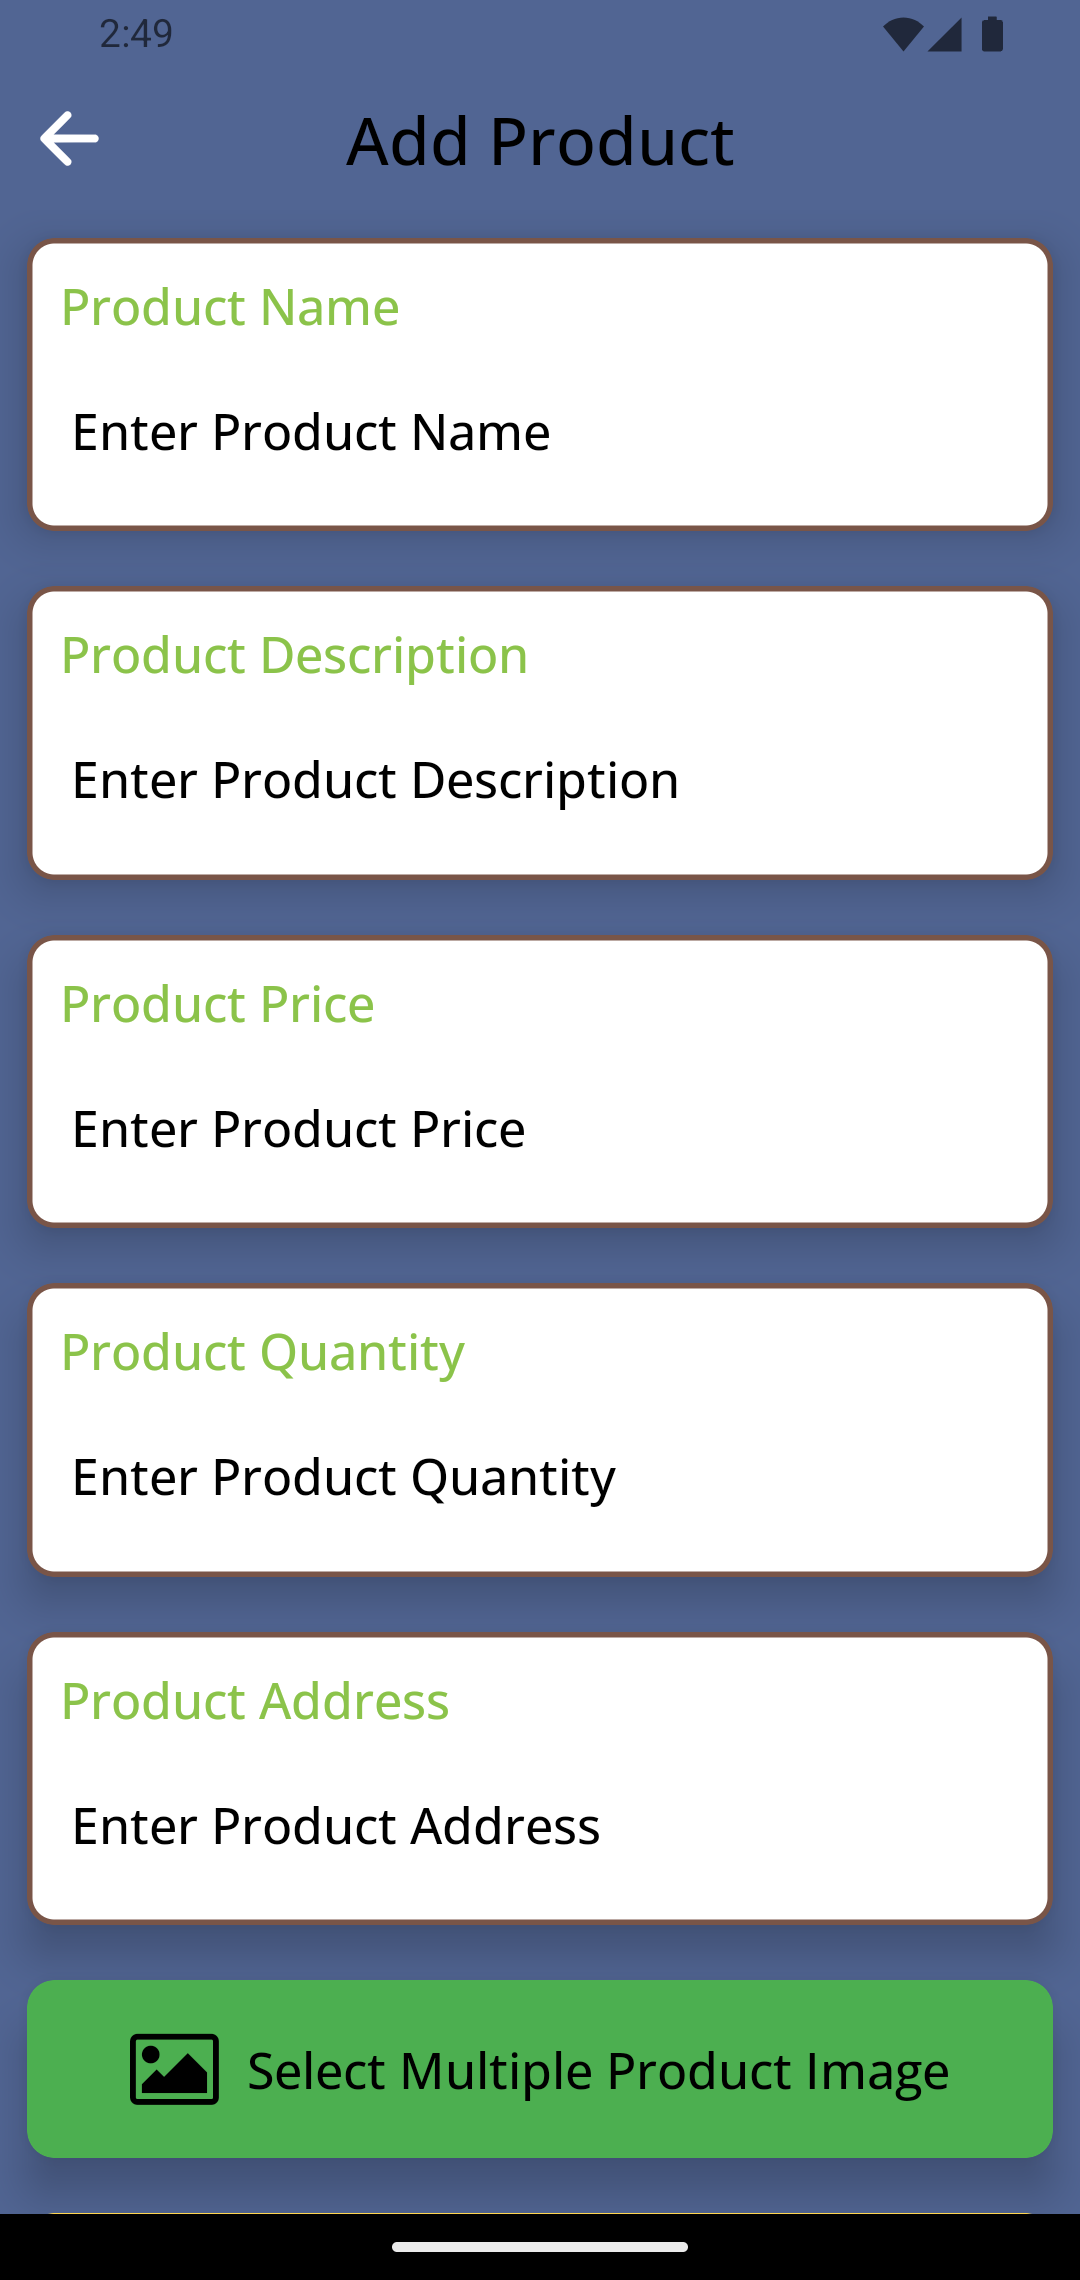 2:49
Add Product
Product Name
Enter Product Name
Product Description
Enter Product Description
Product Price
Enter Product Price
Product Quantity
Enter Product Quantity
Product Address
Enter Product Address
Select Multiple Product Image